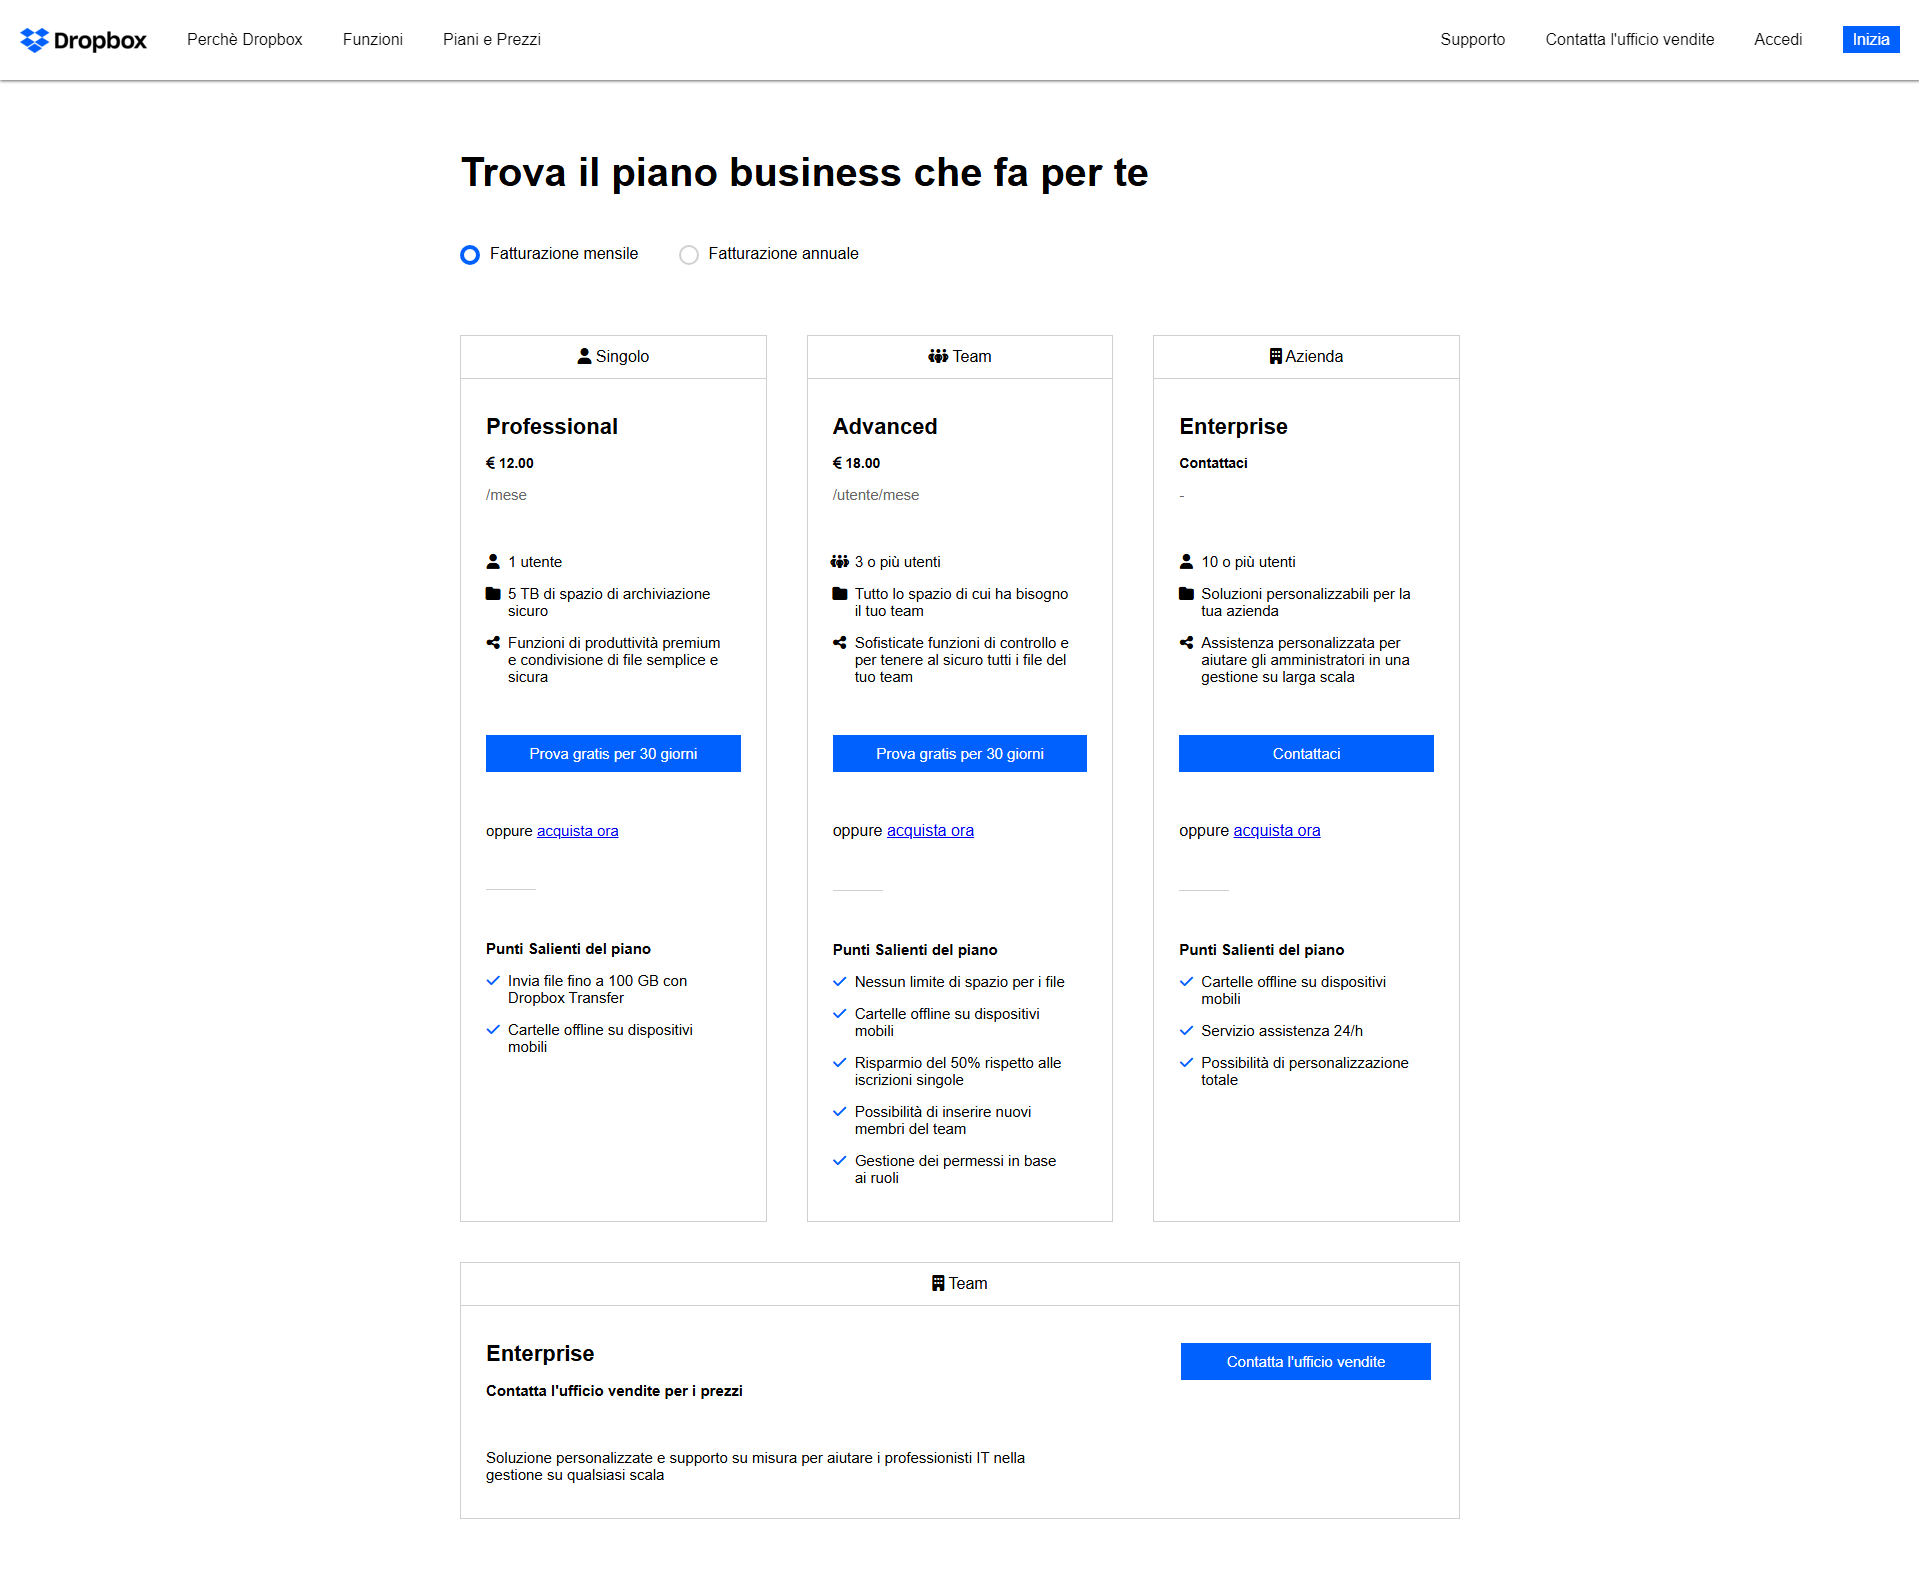 Dropbox
Perchè Dropbox
Funzioni
Piani e Prezzi
Supporto
Contatta l'ufficio vendite
Accedi
Inizia
Trova il piano business che fa per te
Fatturazione mensile
Fatturazione annuale
Singolo
Professional
€ 12.00
/mese
1 utente
5 TB di spazio di archiviazione
sicuro
Funzioni di produttività premium
e condivisione di file semplice e
sicura
Prova gratis per 30 giorni
oppure acquista ora
Punti Salienti del piano
Invia file fino a 100 GB con
Dropbox Transfer
Cartelle offline su dispositivi
mobili
Team
Advanced
€ 18.00
/utente/mese
3 o più utenti
Tutto lo spazio di cui ha bisogno
il tuo team
Sofisticate funzioni di controllo e
per tenere al sicuro tutti i file del
tuo team
Prova gratis per 30 giorni
oppure acquista ora
Punti Salienti del piano
Nessun limite di spazio per i file
Cartelle offline su dispositivi
mobili
Risparmio del 50% rispetto alle
iscrizioni singole
Possibilità di inserire nuovi
membri del team
Gestione dei permessi in base
ai ruoli
Azienda
Enterprise
Contattaci
-
10 o più utenti
Soluzioni personalizzabili per la
tua azienda
Assistenza personalizzata per
aiutare gli amministratori in una
gestione su larga scala
Contattaci
oppure acquista ora
Punti Salienti del piano
Cartelle offline su dispositivi
mobili
Servizio assistenza 24/h
Possibilità di personalizzazione
totale
Team
Enterprise
Contatta l'ufficio vendite per i prezzi
Soluzione personalizzate e supporto su misura per aiutare i professionisti IT nella
gestione su qualsiasi scala
Contatta l'ufficio vendite